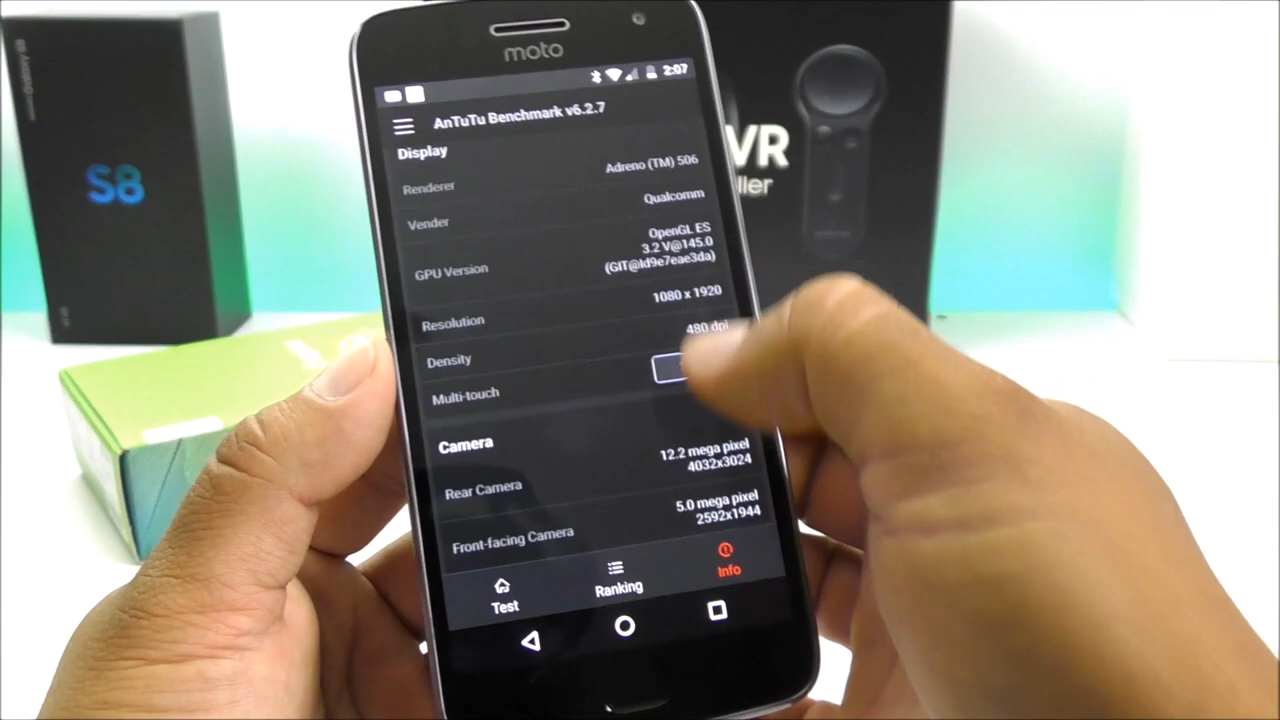 moto
2:07
AnTuTu Benchmark v6.2.7
Display
Renderer
Adreno (TM) 506
Vender
Qualcomm
GPU Version
OpenGL ES
3.2 V@145.0
(GIT@Id9e7eae3da)
Resolution
1080 x 1920
Density
480 dpi
Multi-touch
Camera
Rear Camera
12.2 mega pixel
4032x3024
Front-facing Camera
5.0 mega pixel
2592x1944
Test
Ranking
Info
S8
VR
ller